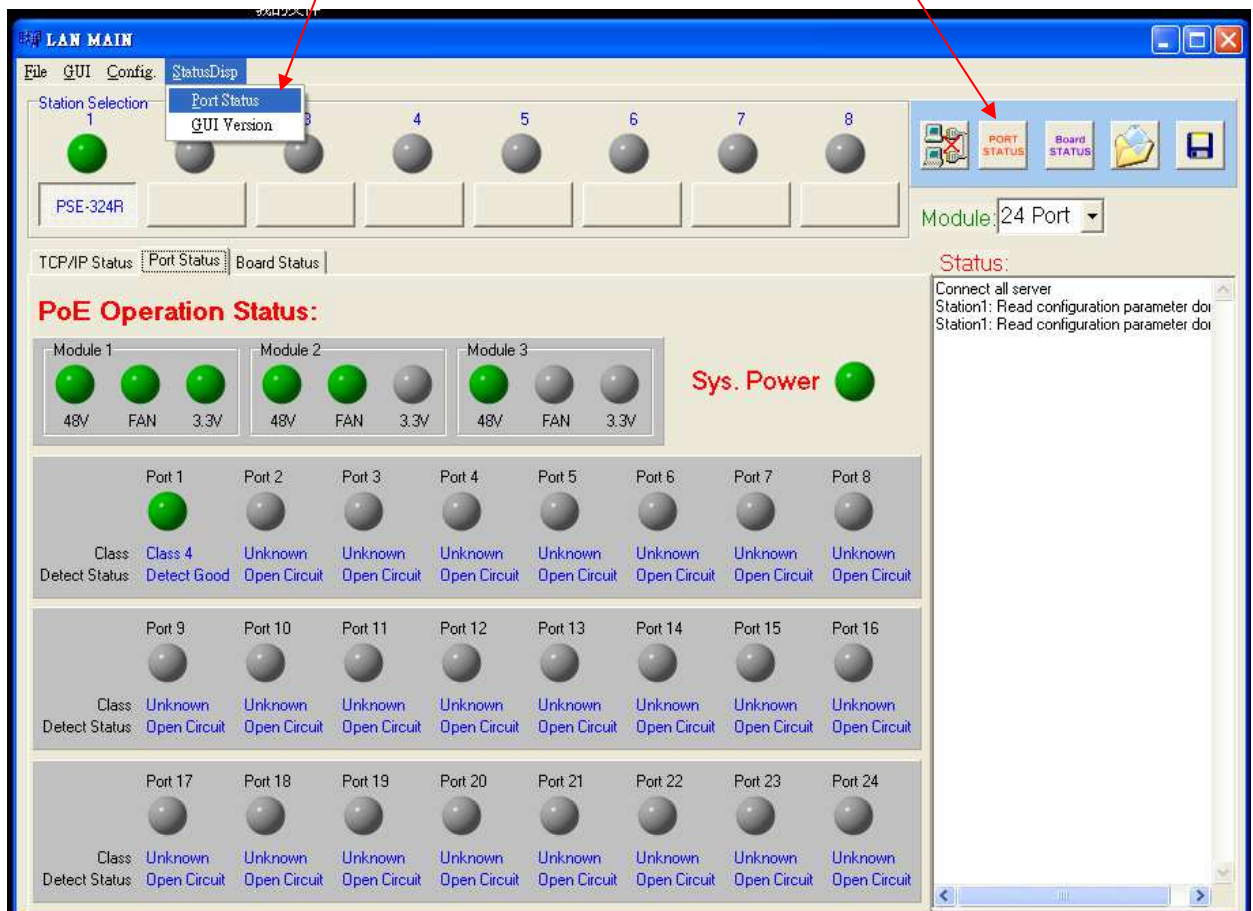 LAN MAIN
File GUI Config. StatusDisp
Port Status
GUI Version
Station Selection
1 3 4 5 6 7 8
PSE-324R
PORT STATUS
Board STATUS
Module: 24 Port
TCP/IP Status Port Status Board Status
Status:
Connect all server
Station1: Read configuration parameter dor
Station1: Read configuration parameter dor
PoE Operation Status:
Module 1 Module 2 Module 3
48V FAN 3.3V 48V FAN 3.3V 48V FAN 3.3V
Sys. Power
Port 1 Port 2 Port 3 Port 4 Port 5 Port 6 Port 7 Port 8
Class Class 4 Unknown Unknown Unknown Unknown Unknown Unknown Unknown
Detect Status Detect Good Open Circuit Open Circuit Open Circuit Open Circuit Open Circuit Open Circuit Open Circuit
Port 9 Port 10 Port 11 Port 12 Port 13 Port 14 Port 15 Port 16
Class Unknown Unknown Unknown Unknown Unknown Unknown Unknown Unknown
Detect Status Open Circuit Open Circuit Open Circuit Open Circuit Open Circuit Open Circuit Open Circuit Open Circuit
Port 17 Port 18 Port 19 Port 20 Port 21 Port 22 Port 23 Port 24
Class Unknown Unknown Unknown Unknown Unknown Unknown Unknown Unknown
Detect Status Open Circuit Open Circuit Open Circuit Open Circuit Open Circuit Open Circuit Open Circuit Open Circuit